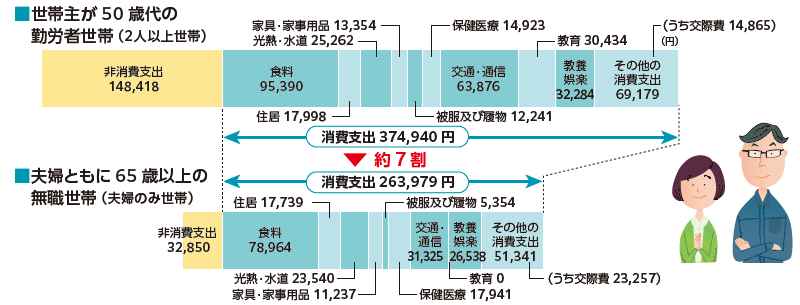 ■世帯主が50歳代の
勤労者世帯（2人以上世帯）
家具・家事用品 13,354
光熱・水道 25,262
保健医療 14,923
教育 30,434
（うち交際費 14,865）
（円）
非消費支出
148,418
食料
95,390
交通・通信
63,876
教養
娯楽
32,284
その他の
消費支出
69,179
住居 17,998
被服及び履物 12,241
消費支出 374,940 円
▼約7割
消費支出 263,979 円
■夫婦ともに65歳以上の
無職世帯（夫婦のみ世帯）
住居 17,739
被服及び履物 5,354
非消費支出
32,850
食料
78,964
交通・
通信
31,325
教養
娯楽
26,538
その他の
消費支出
51,341
光熱・水道 23,540
家具・家事用品 11,237
教育 0
保健医療 17,941
（うち交際費 23,257）